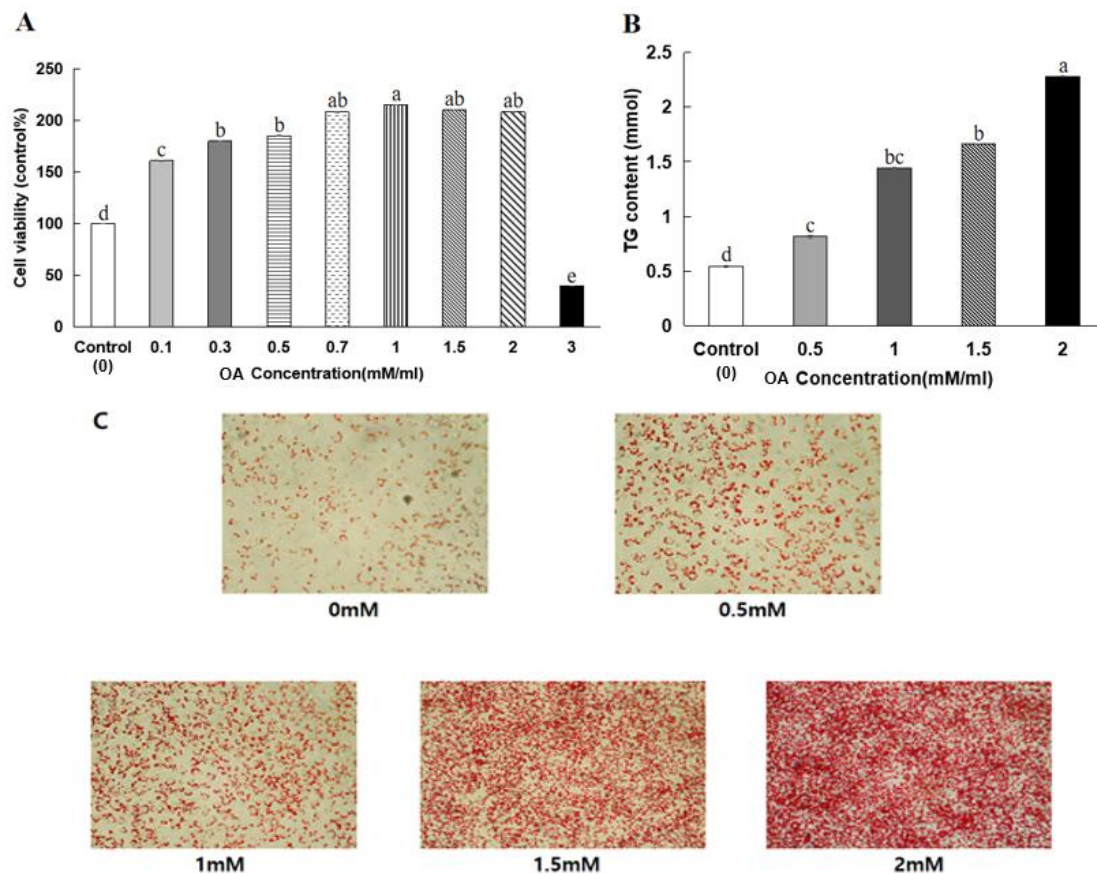 A
Cell viability (control%)
250
200
150
100
50
0
d
c
b
b
ab
a
ab
ab
e
Control
(0)
0.1
0.3
0.5
0.7
1
1.5
2
3
OA Concentration(mM/ml)
B
TG content (mmol)
2.5
2
1.5
1
0.5
0
d
c
bc
b
a
Control
(0)
0.5
1
1.5
2
OA Concentration(mM/ml)
C
0mM
0.5mM
1mM
1.5mM
2mM